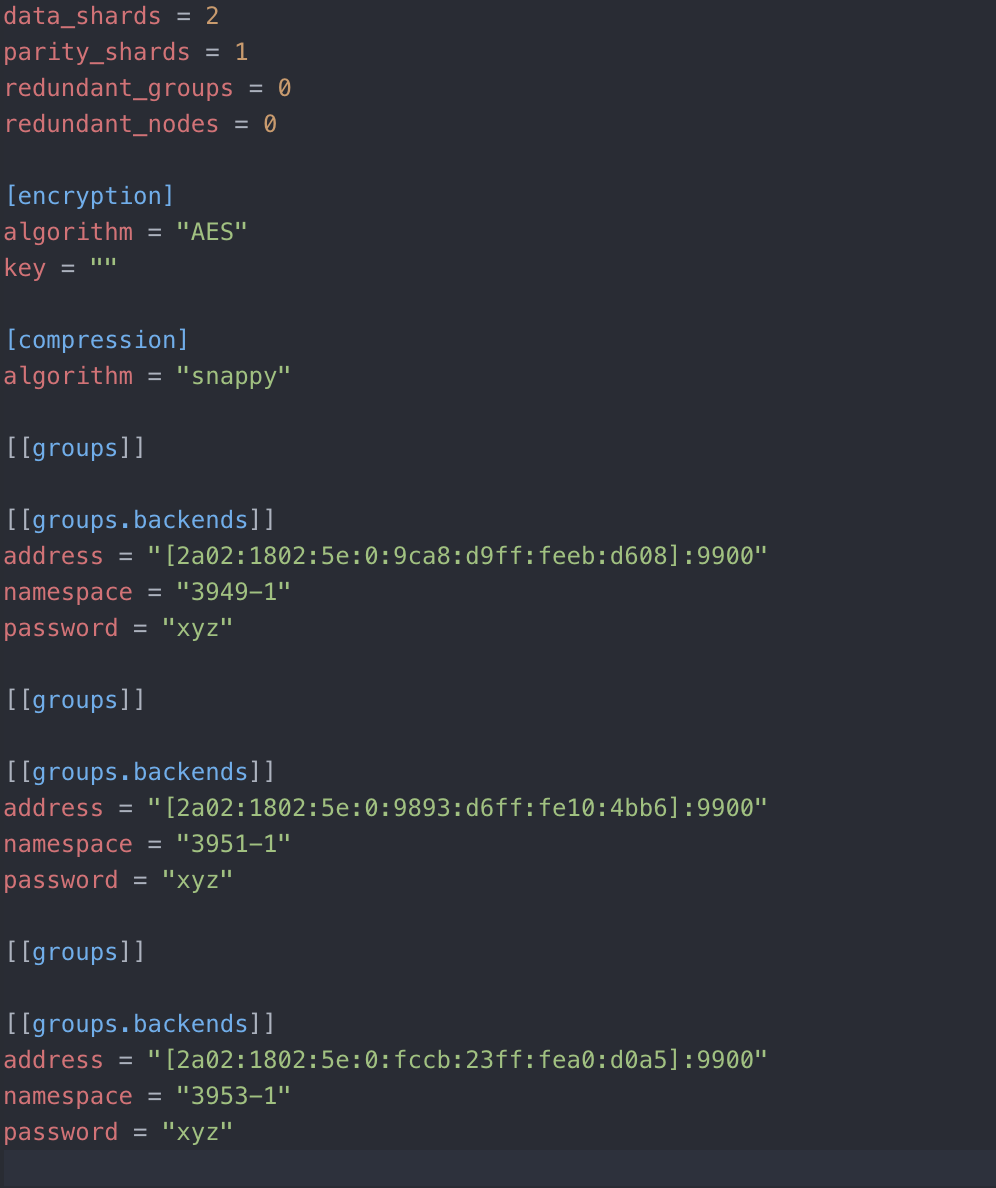 data_shards = 2
parity_shards = 1
redundant_groups = 0
redundant_nodes = 0
[encryption]
algorithm = "AES"
key = ""
[compression]
algorithm = "snappy"
[[groups]]
[[groups.backends]]
address = "[2a02:1802:5e:0:9ca8:d9ff:feeb:d608]:9900"
namespace = "3949-1"
password = "xyz"
[[groups]]
[[groups.backends]]
address = "[2a02:1802:5e:0:9893:d6ff:fe10:4bb6]:9900"
namespace = "3951-1"
password = "xyz"
[[groups]]
[[groups.backends]]
address = "[2a02:1802:5e:0:fccb:23ff:fea0:d0a5]:9900"
namespace = "3953-1"
password = "xyz"